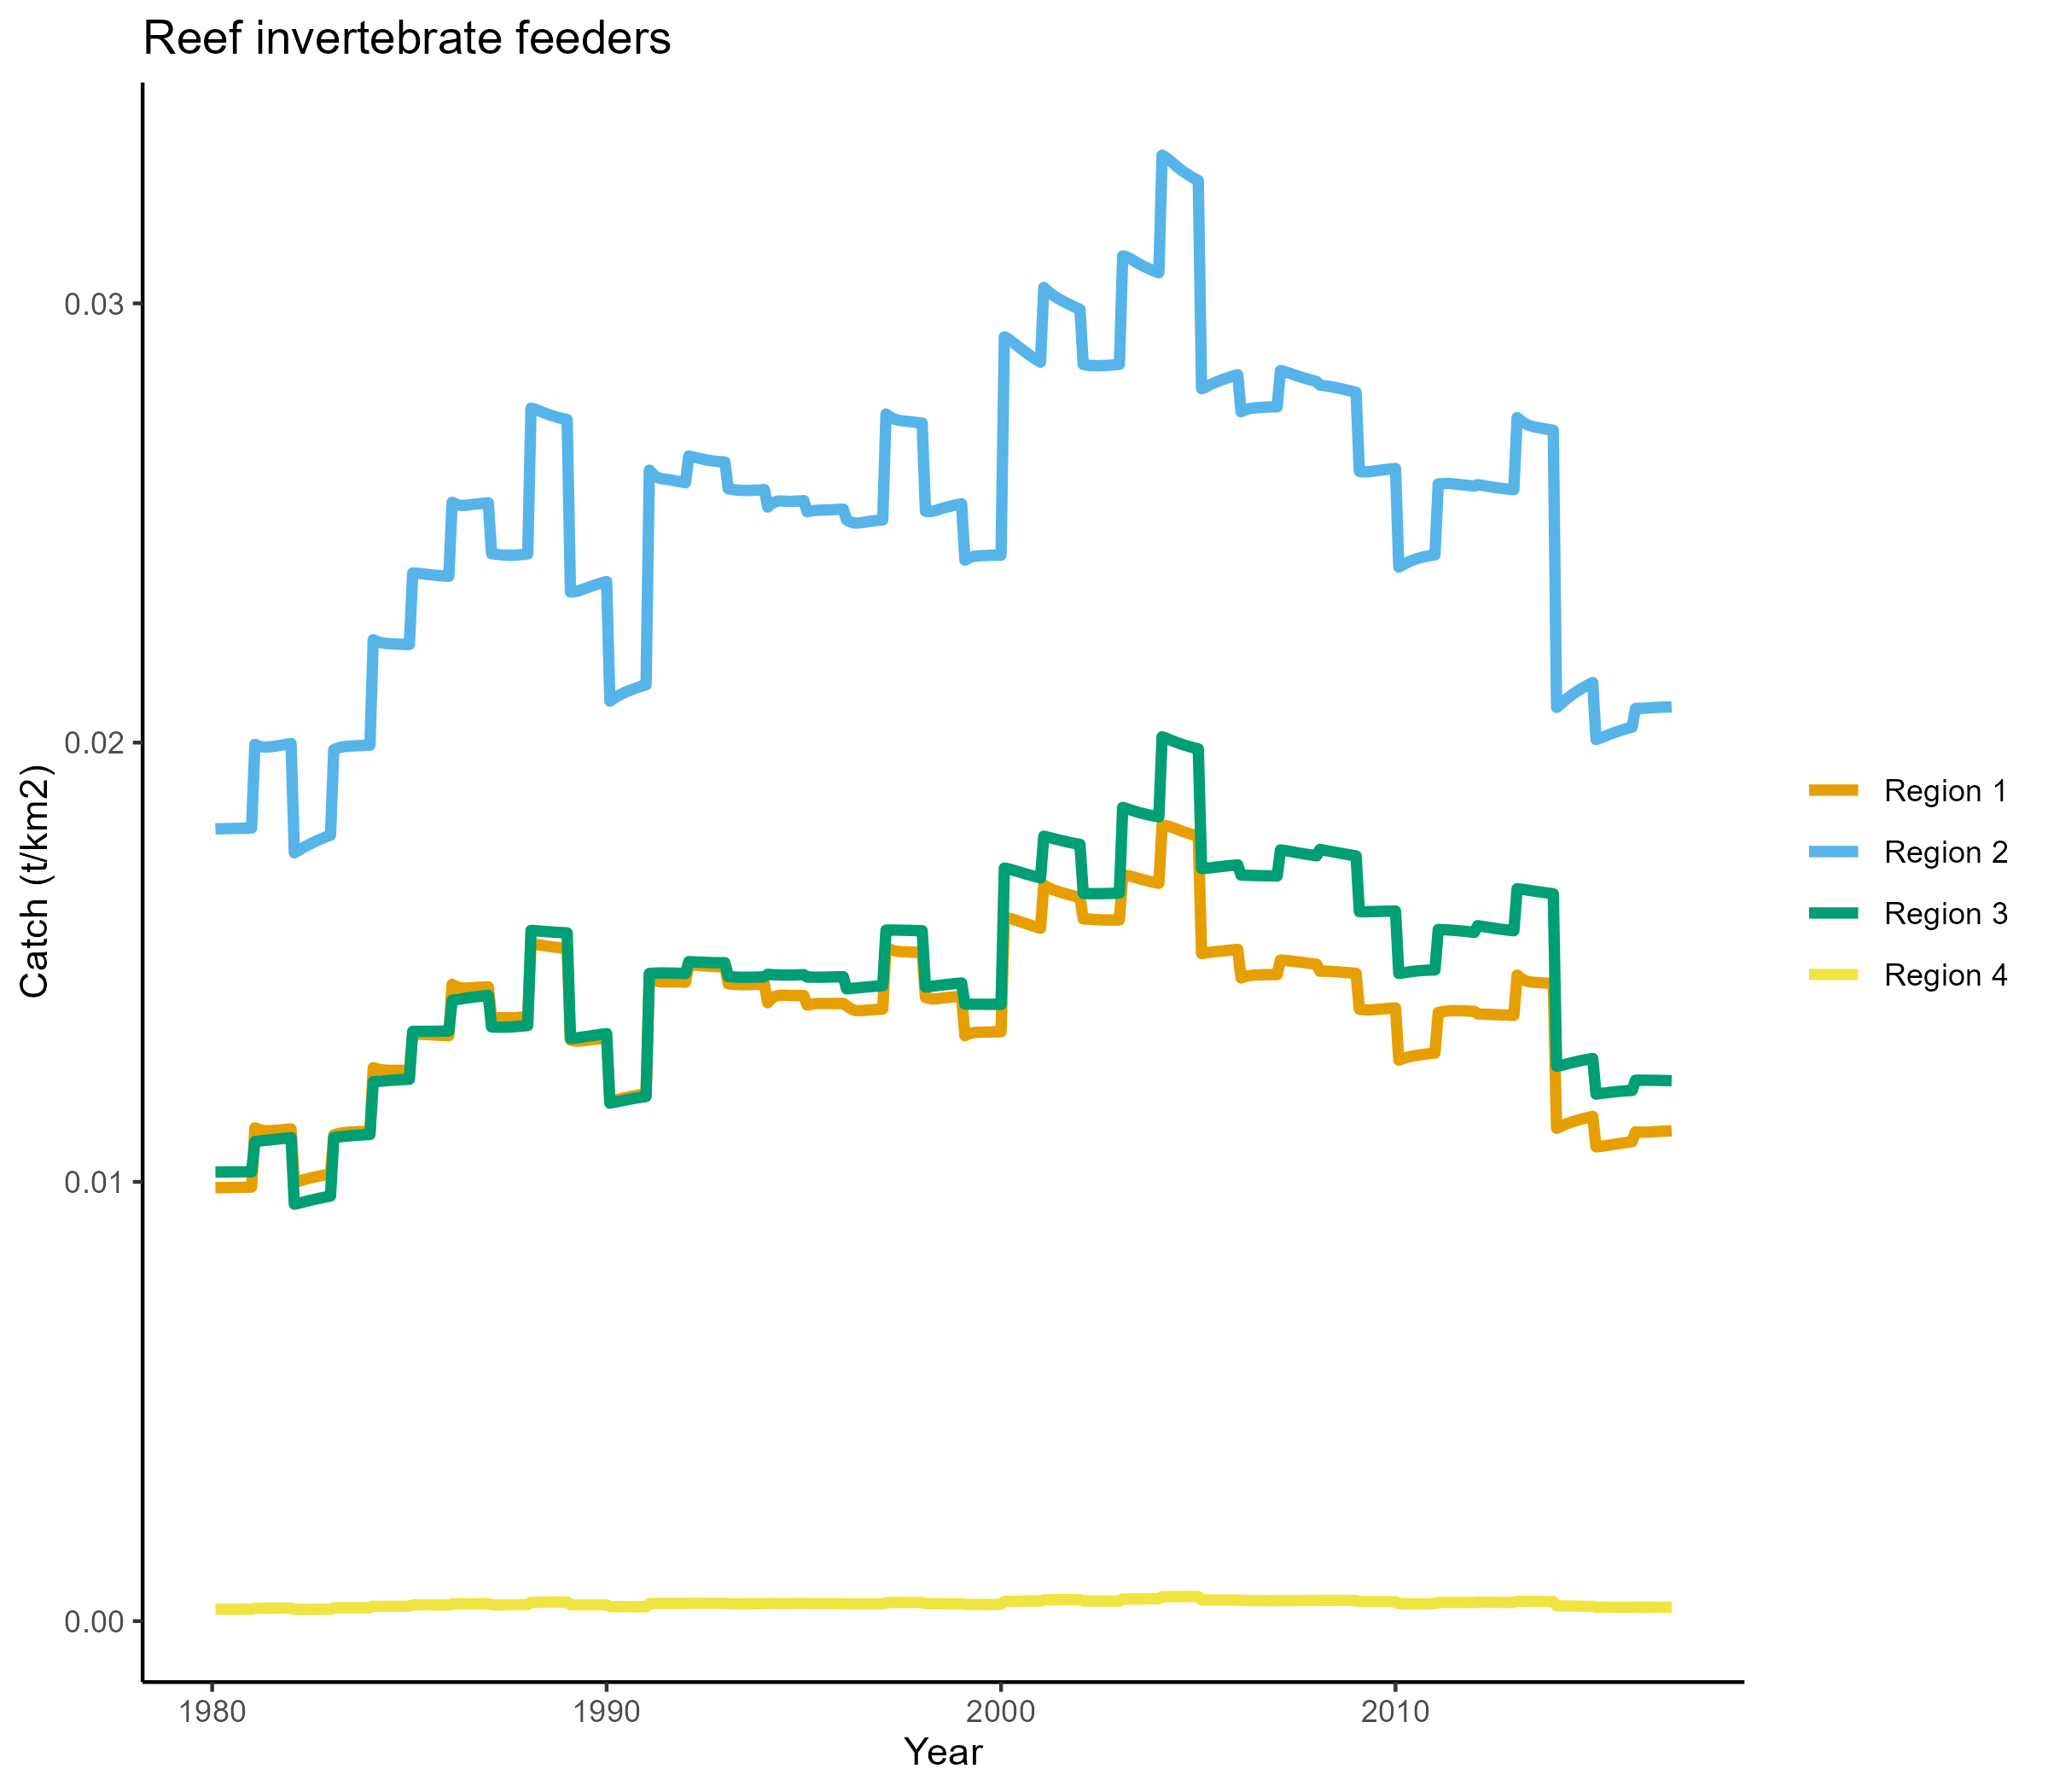 Reef invertebrate feeders
Catch (t/km2)
0.03
0.02
0.01
0.00
1980
1990
2000
2010
Year
Region 1
Region 2
Region 3
Region 4